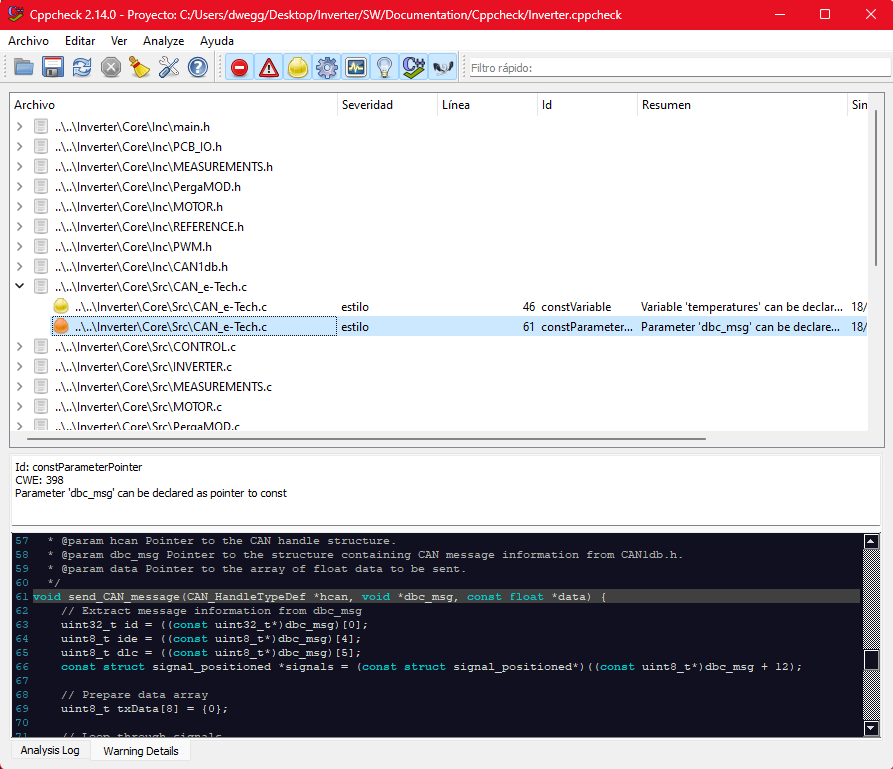 Cppcheck 2.14.0 - Proyecto: C:/Users/dwegg/Desktop/Inverter/SW/Documentation/Cppcheck/Inverter.cppcheck
Archivo Editar Ver Analyze Ayuda
Filtro rápido:
Archivo Severidad Línea Id Resumen Sin
..\..\Inverter\Core\Inc\main.h
..\..\Inverter\Core\Inc\PCB_IO.h
..\..\Inverter\Core\Inc\MEASUREMENTS.h
..\..\Inverter\Core\Inc\PergaMOD.h
..\..\Inverter\Core\Inc\MOTOR.h
..\..\Inverter\Core\Inc\REFERENCE.h
..\..\Inverter\Core\Inc\PWM.h
..\..\Inverter\Core\Inc\CAN1db.h
..\..\Inverter\Core\Src\CAN_e-Tech.c
..\..\Inverter\Core\Src\CAN_e-Tech.c estilo 46 constVariable Variable 'temperatures' can be declar... 18/
..\..\Inverter\Core\Src\CAN_e-Tech.c estilo 61 constParameter... Parameter 'dbc_msg' can be declare... 18/
..\..\Inverter\Core\Src\CONTROL.c
..\..\Inverter\Core\Src\INVERTER.c
..\..\Inverter\Core\Src\MEASUREMENTS.c
..\..\Inverter\Core\Src\MOTOR.c
..\..\Inverter\Core\Src\PergaMOD.c
Id: constParameterPointer
CWE: 398
Parameter 'dbc_msg' can be declared as pointer to const
57 * @param hcan Pointer to the CAN handle structure.
58 * @param dbc_msg Pointer to the structure containing CAN message information from CAN1db.h.
59 * @param data Pointer to the array of float data to be sent.
60 */
61 void send_CAN_message(CAN_HandleTypeDef *hcan, void *dbc_msg, const float *data) {
62 // Extract message information from dbc_msg
63 uint32_t id = ((const uint32_t*)dbc_msg)[0];
64 uint8_t ide = ((const uint8_t*)dbc_msg)[4];
65 uint8_t dlc = ((const uint8_t*)dbc_msg)[5];
66 const struct signal_positioned *signals = (const struct signal_positioned*)((const uint8_t*)dbc_msg + 12);
67
68 // Prepare data array
69 uint8_t txData[8] = {0};
70
71 // Loop through signals
Analysis Log Warning Details